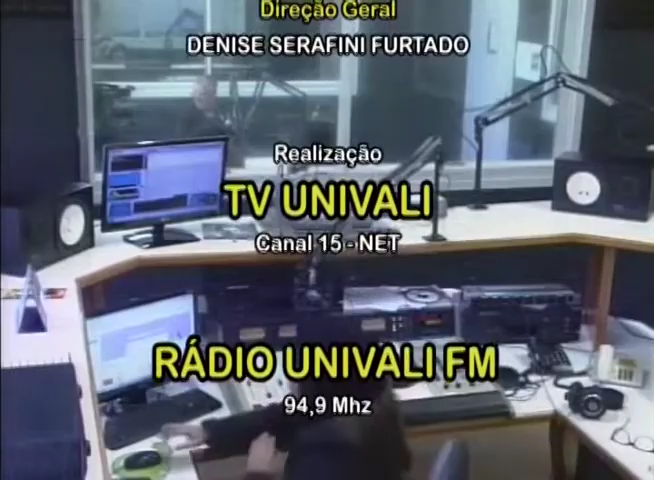 Direção Geral
DENISE SERAFINI FURTADO
Realização
TV UNIVALI
Canal 15 - NET
RÁDIO UNIVALI FM
94,9 Mhz